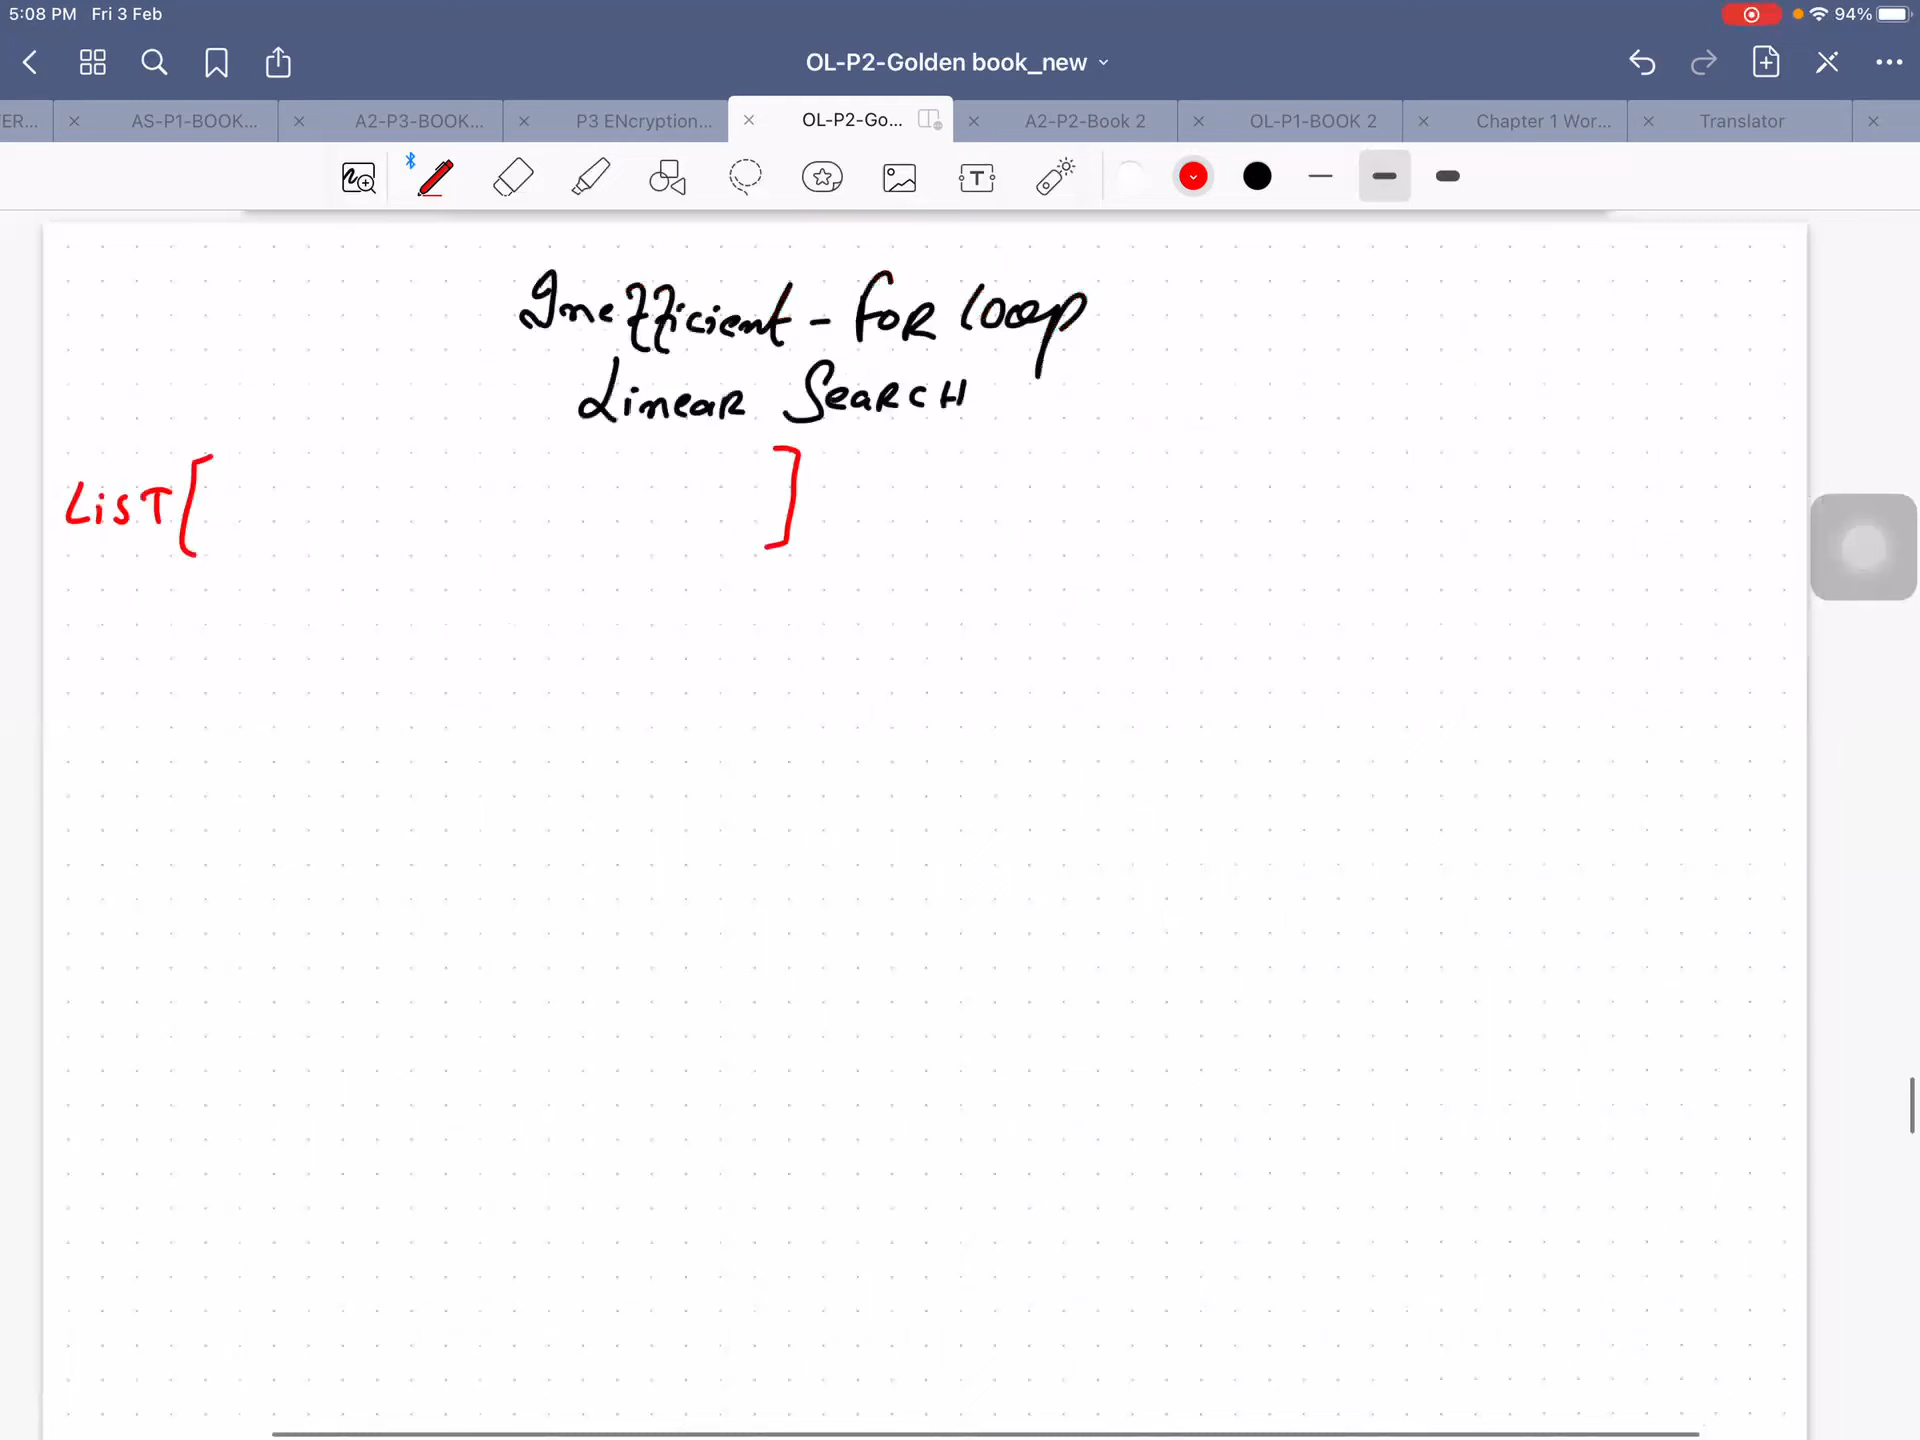 5:08 PM Fri 3 Feb
94%
OL-P2-Golden book_new
ER...
AS-P1-BOOK...
A2-P3-BOOK...
P3 ENcryption...
OL-P2-Go...
A2-P2-Book 2
OL-P1-BOOK 2
Chapter 1 Wor...
Translator
Inefficient - FOR Loop
Linear Search
LIST[ ]